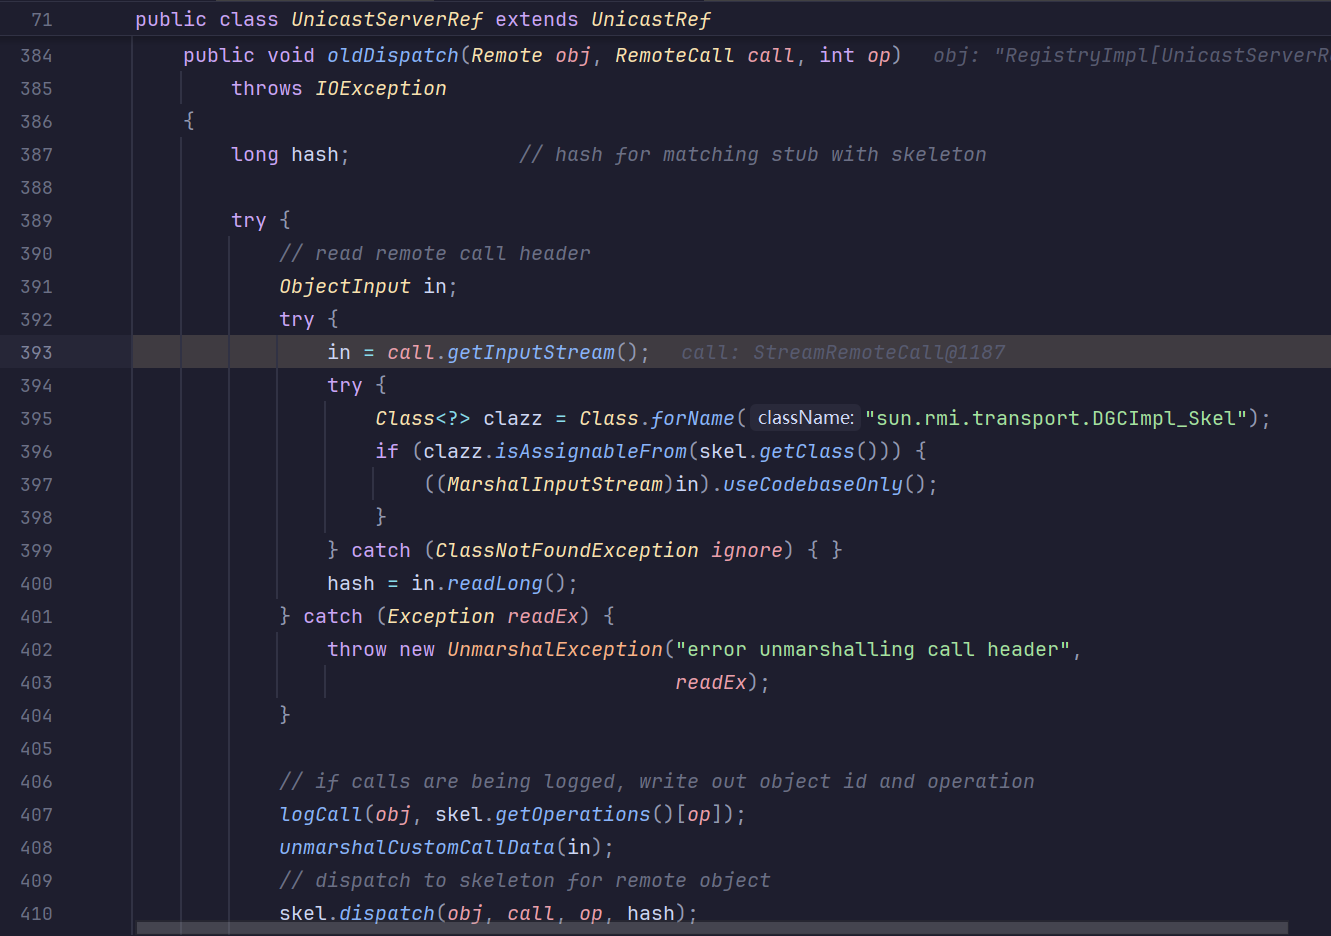 71 public class UnicastServerRef extends UnicastRef
384 public void oldDispatch(Remote obj, RemoteCall call, int op) obj: "RegistryImpl[UnicastServerR
385 throws IOException
386 {
387 long hash; // hash for matching stub with skeleton
388
389 try {
390 // read remote call header
391 ObjectInput in;
392 try {
393 in = call.getInputStream(); call: StreamRemoteCall@1187
394 try {
395 Class<?> clazz = Class.forName( className: "sun.rmi.transport.DGCImpl_Skel");
396 if (clazz.isAssignableFrom(skel.getClass())) {
397 ((MarshalInputStream)in).useCodebaseOnly();
398 }
399 } catch (ClassNotFoundException ignore) { }
400 hash = in.readLong();
401 } catch (Exception readEx) {
402 throw new UnmarshalException("error unmarshalling call header",
403 readEx);
404 }
405
406 // if calls are being logged, write out object id and operation
407 logCall(obj, skel.getOperations()[op]);
408 unmarshalCustomCallData(in);
409 // dispatch to skeleton for remote object
410 skel.dispatch(obj, call, op, hash);